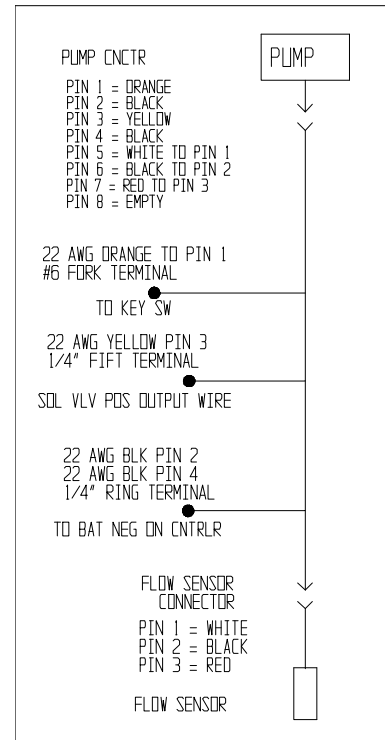 PUMP CNCTR
PUMP
PIN 1 = ORANGE
PIN 2 = BLACK
PIN 3 = YELLOW
PIN 4 = BLACK
PIN 5 = WHITE TO PIN 1
PIN 6 = BLACK TO PIN 2
PIN 7 = RED TO PIN 3
PIN 8 = EMPTY
22 AWG ORANGE TO PIN 1
#6 FORK TERMINAL
TO KEY SW
22 AWG YELLOW PIN 3
1/4" FIFT TERMINAL
SOL VLV POS OUTPUT WIRE
22 AWG BLK PIN 2
22 AWG BLK PIN 4
1/4" RING TERMINAL
TO BAT NEG ON CNTRLR
FLOW SENSOR
CONNECTOR
PIN 1 = WHITE
PIN 2 = BLACK
PIN 3 = RED
FLOW SENSOR